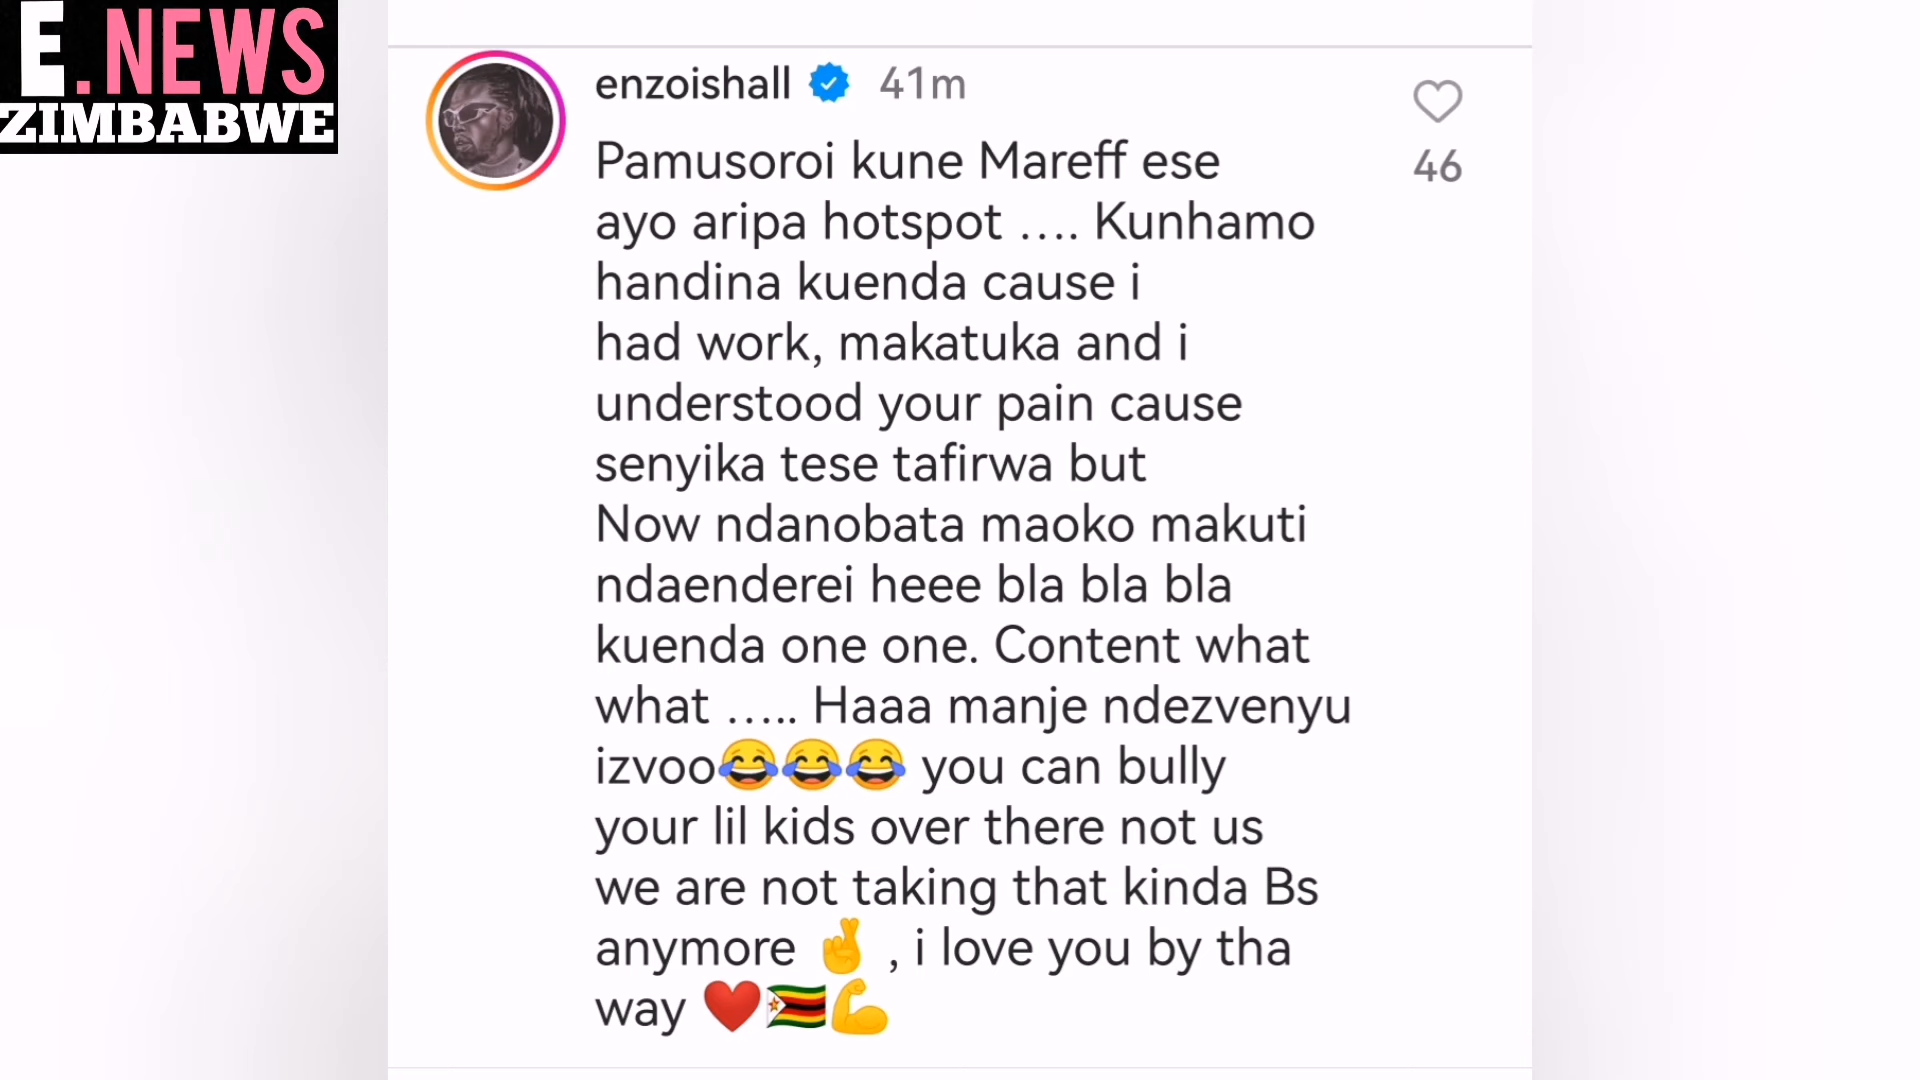 E.NEWS
ZIMBABWE
enzoishall 41m
Pamusoroi kune Mareff ese
ayo aripa hotspot .... Kunhamo
handina kuenda cause i
had work, makatuka and i
understood your pain cause
senyika tese tafirwa but
Now ndanobata maoko makuti
ndaenderei heee bla bla bla
kuenda one one. Content what
what ..... Haaa manje ndezvenyu
izvoo😂😂😂 you can bully
your lil kids over there not us
we are not taking that kinda Bs
anymore 🤞 , i love you by tha
way ❤️🇿🇼💪
46